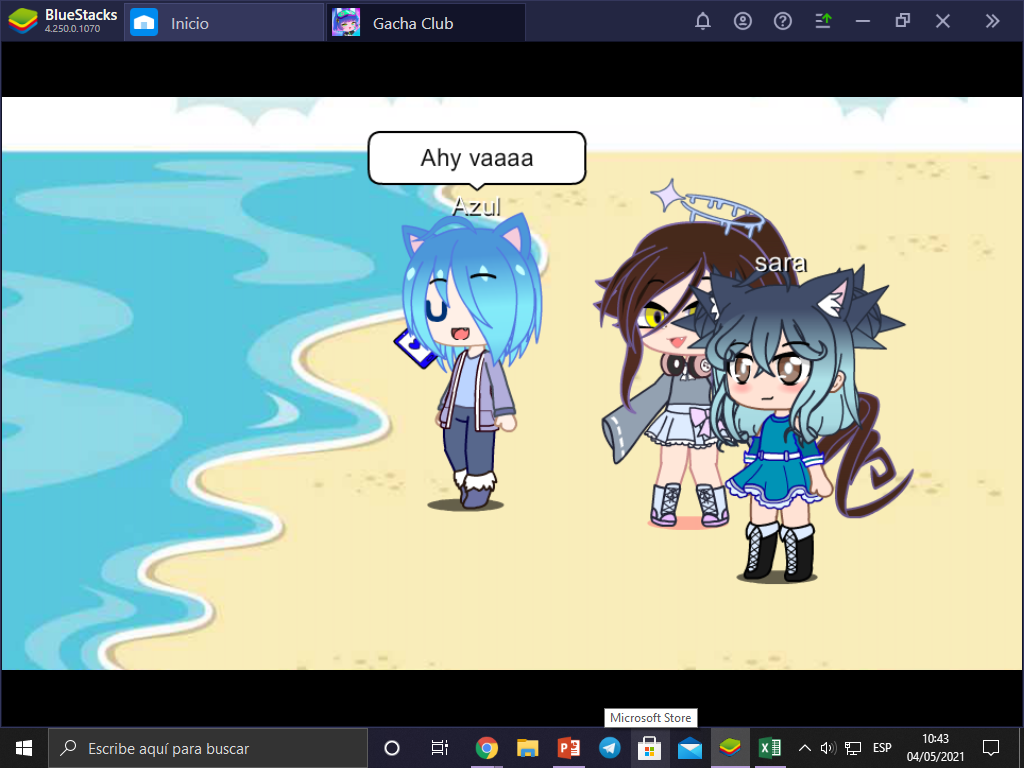 BlueStacks
4.250.0.1070
Inicio
Gacha Club
Ahy vaaaa
Azul
sara
Microsoft Store
Escribe aquí para buscar
ESP
10:43
04/05/2021